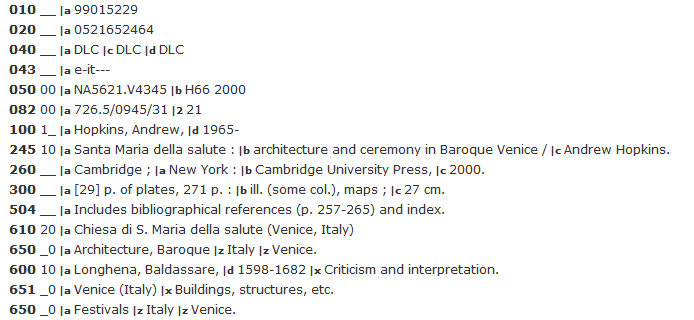 010 __ |a 99015229
020 __ |a 0521652464
040 __ |a DLC |c DLC |d DLC
043 __ |a e-it---
050 00 |a NA5621.V4345 |b H66 2000
082 00 |a 726.5/0945/31 |2 21
100 1_ |a Hopkins, Andrew, |d 1965-
245 10 |a Santa Maria della salute : |b architecture and ceremony in Baroque Venice / |c Andrew Hopkins.
260 __ |a Cambridge ; |a New York : |b Cambridge University Press, |c 2000.
300 __ |a [29] p. of plates, 271 p. : |b ill. (some col.), maps ; |c 27 cm.
504 __ |a Includes bibliographical references (p. 257-265) and index.
610 20 |a Chiesa di S. Maria della salute (Venice, Italy)
650 _0 |a Architecture, Baroque |z Italy |z Venice.
600 10 |a Longhena, Baldassare, |d 1598-1682 |x Criticism and interpretation.
651 _0 |a Venice (Italy) |x Buildings, structures, etc.
650 _0 |a Festivals |z Italy |z Venice.